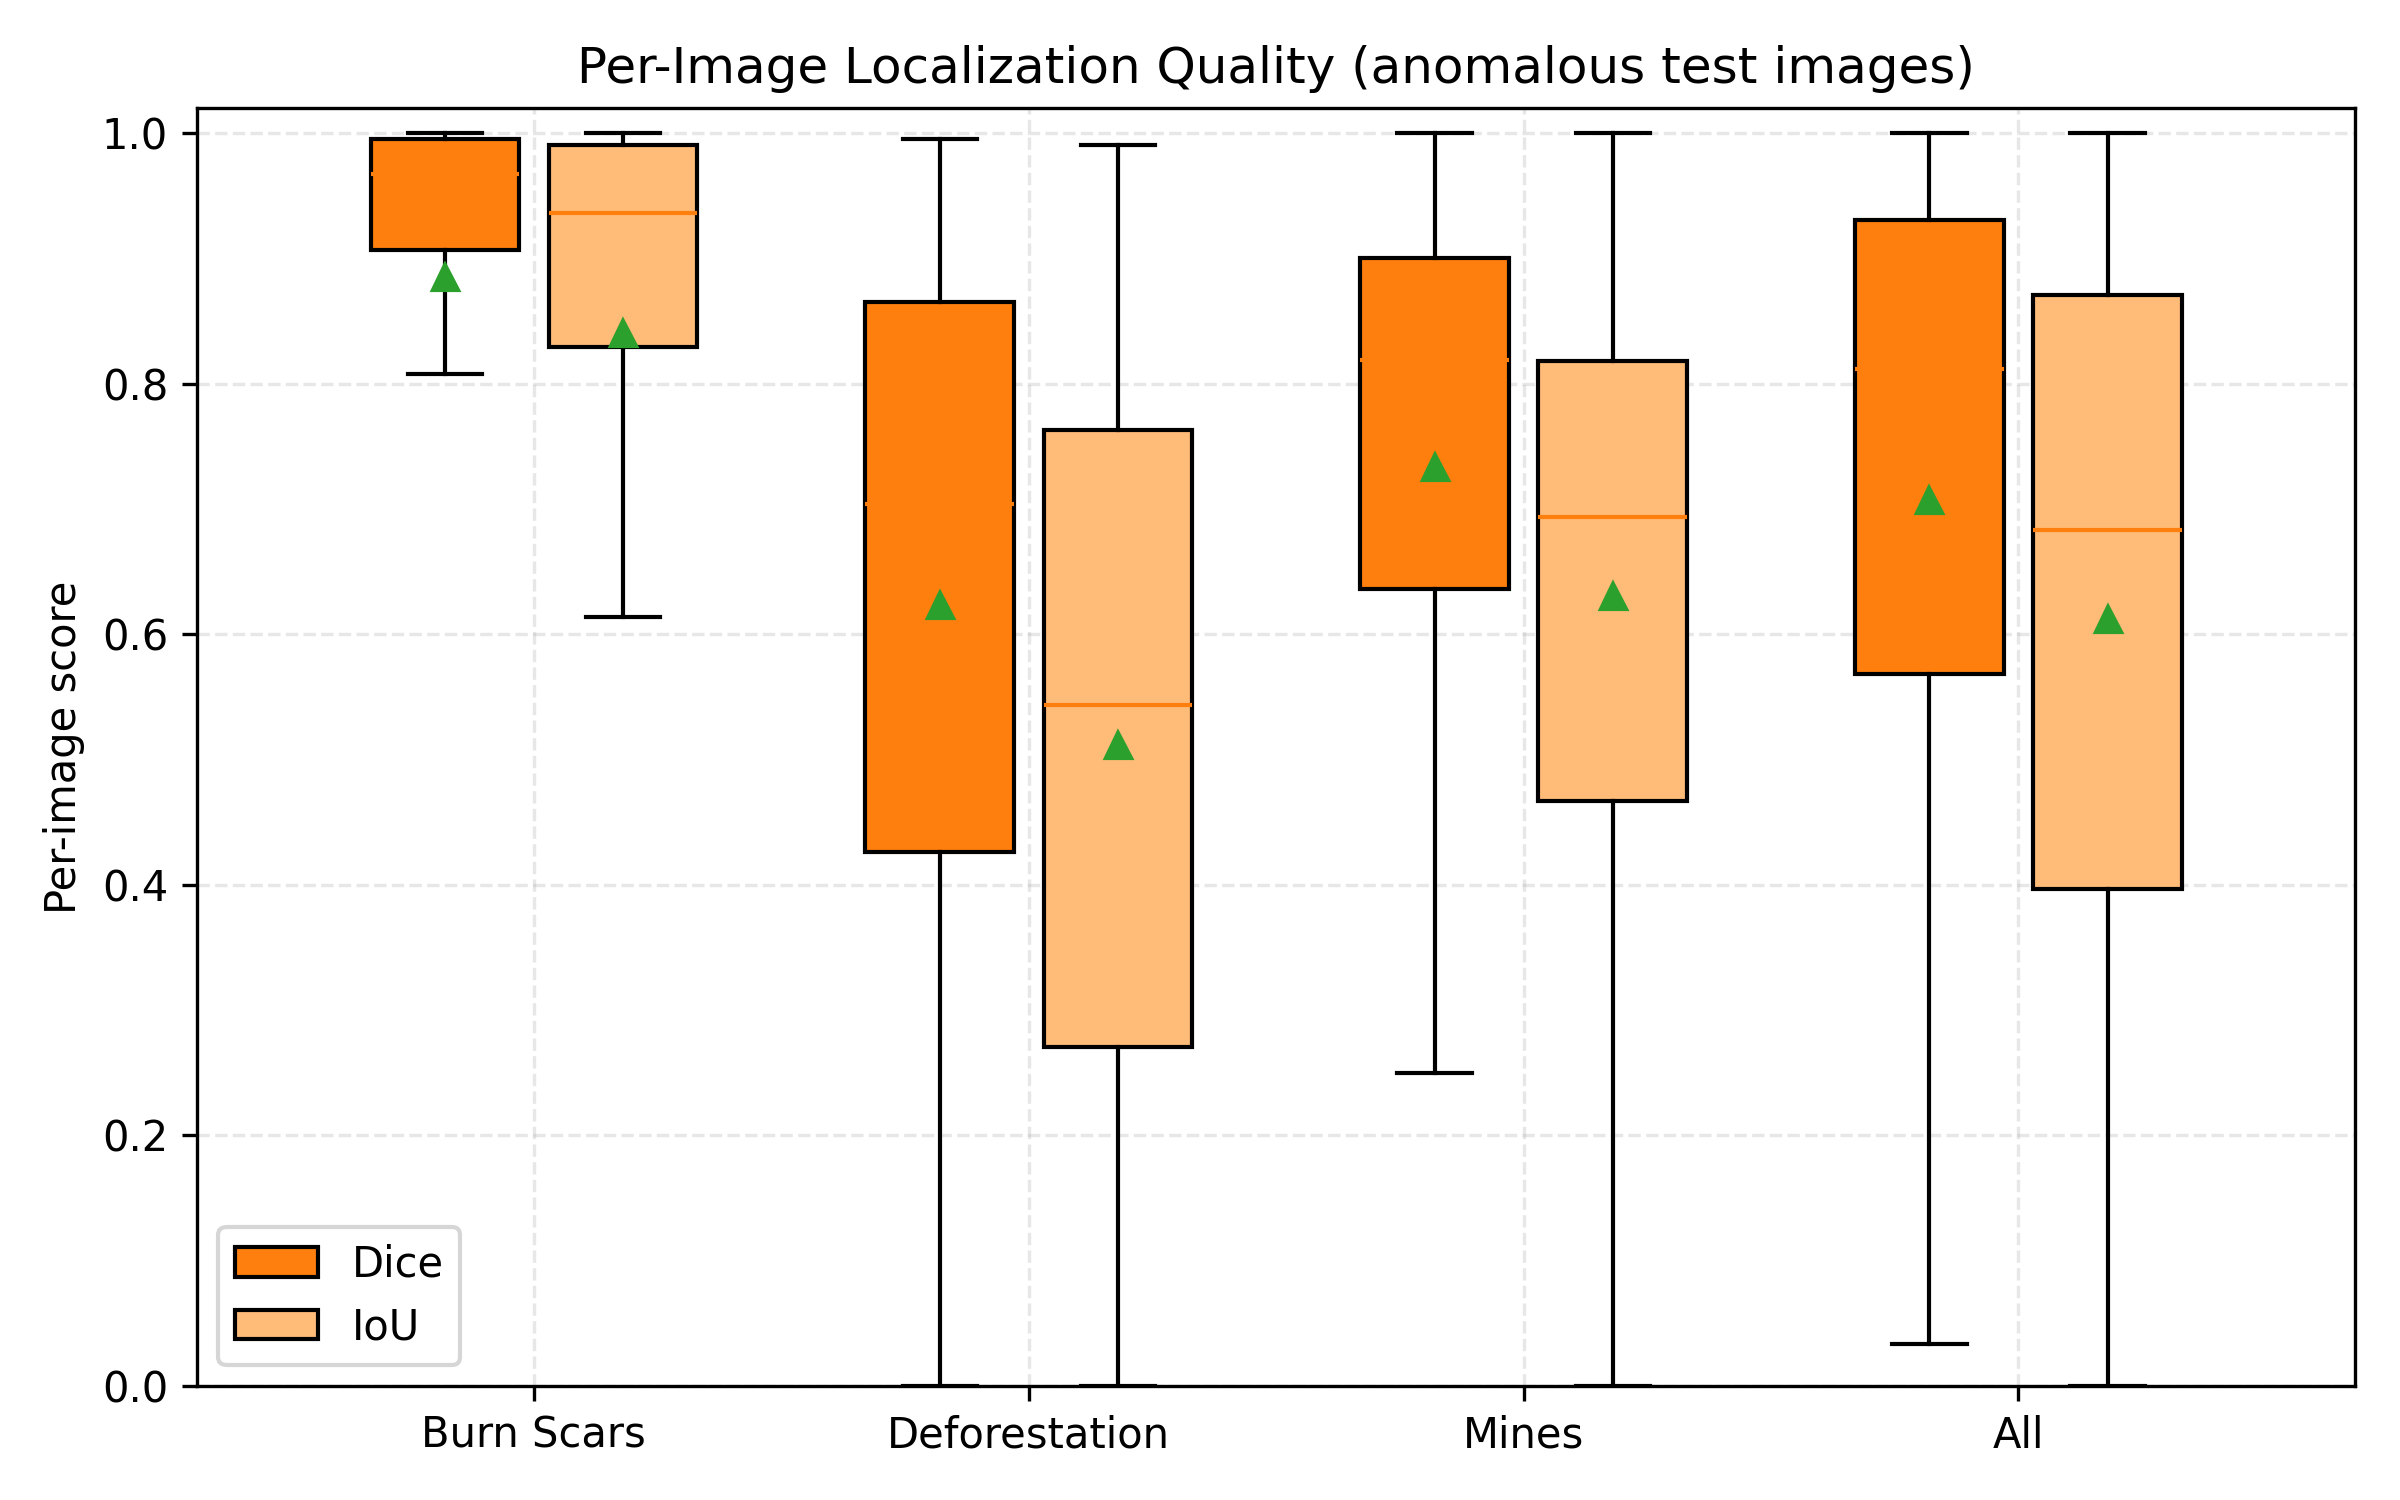 Per-Image Localization Quality (anomalous test images)
Per-image score
1.0
0.8
0.6
0.4
0.2
0.0
Dice
IoU
Burn Scars
Deforestation
Mines
All